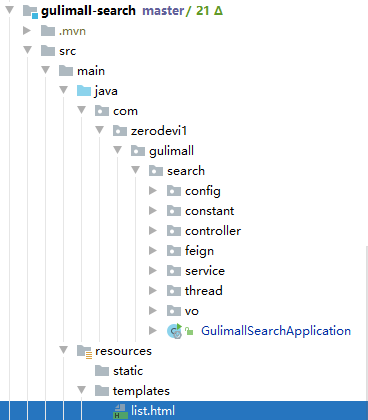 gulimall-search master / 21 Δ
.mvn
src
main
java
com
zerodevi1
gulimall
search
config
constant
controller
feign
service
thread
vo
GulimallSearchApplication
resources
static
templates
list.html